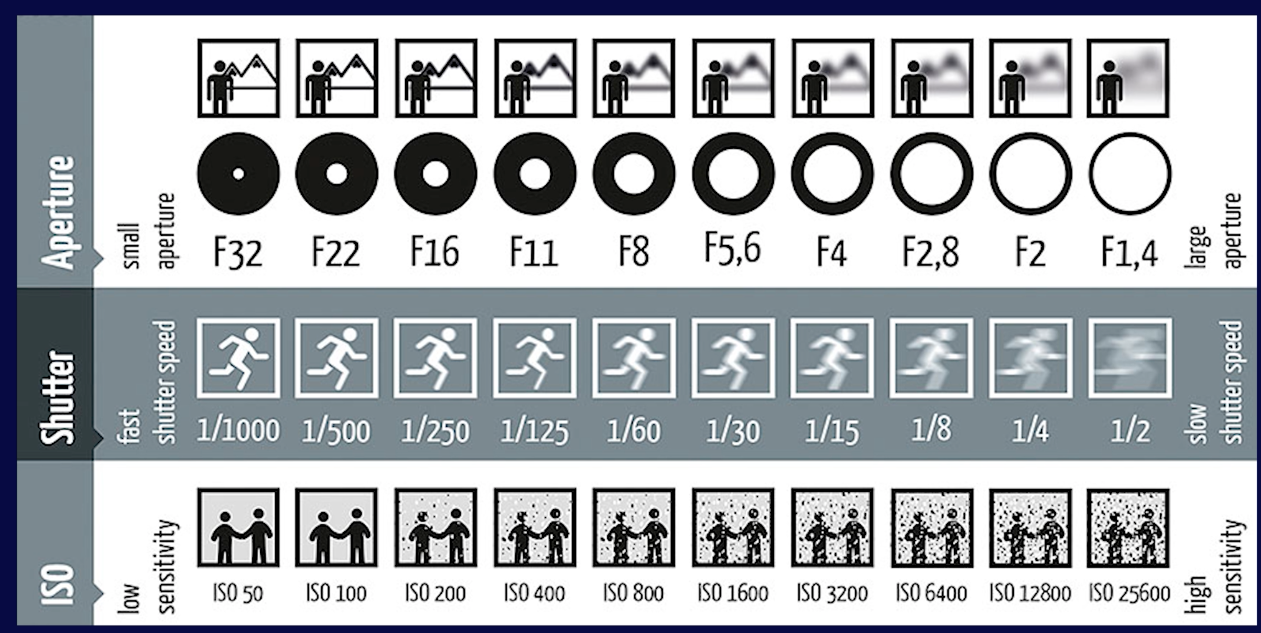 Aperture
small
aperture
F32 F22 F16 F11 F8 F5,6 F4 F2,8 F2 F1,4
large
aperture
Shutter
fast
shutter speed
1/1000 1/500 1/250 1/125 1/60 1/30 1/15 1/8 1/4 1/2
slow
shutter speed
ISO
low
sensitivity
ISO 50 ISO 100 ISO 200 ISO 400 ISO 800 ISO 1600 ISO 3200 ISO 6400 ISO 12800 ISO 25600
high
sensitivity